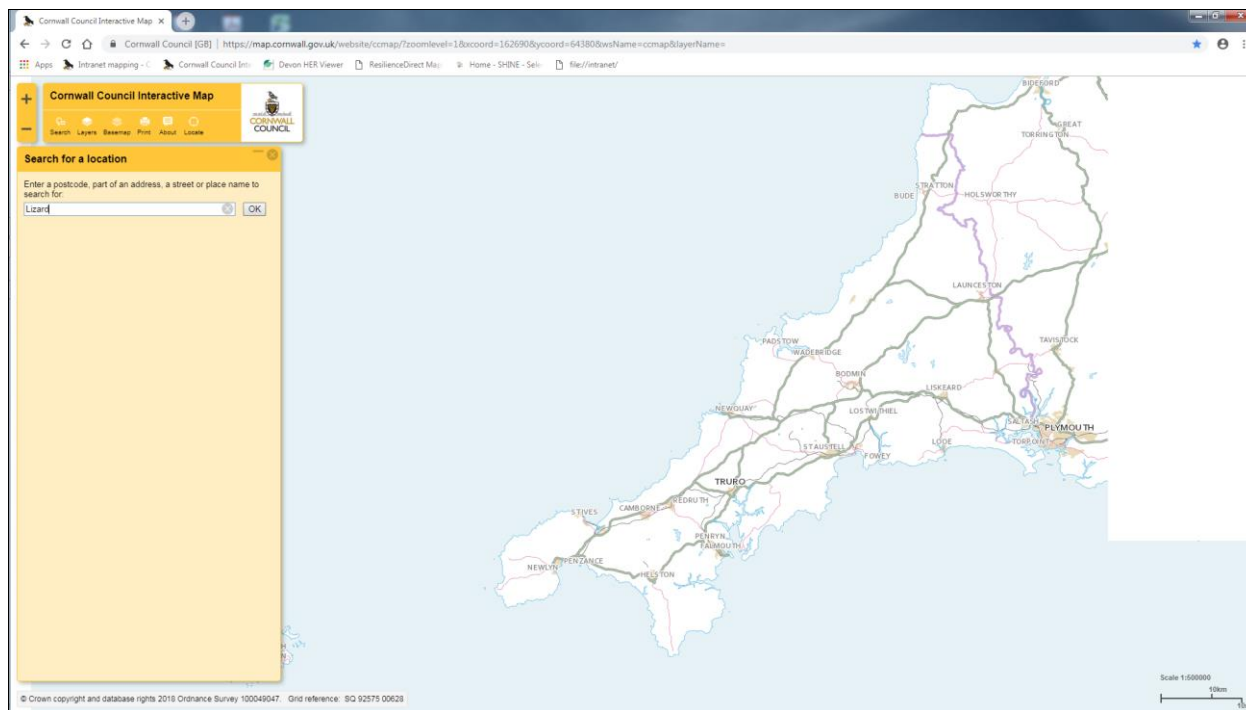 Cornwall Council Interactive Map
Cornwall Council [GB] | https://map.cornwall.gov.uk/website/ccmap/?zoomlevel=1&xcoord=162690&ycoord=64380&wsName=ccmap&layerName=
Apps Intranet mapping - C Cornwall Council Inte Devon HER Viewer ResilienceDirect Map Home - SHINE - Sele file://intranet/
+
Cornwall Council Interactive Map
–
Search Layers Basemap Print About Locate
CORNWALL
COUNCIL
Search for a location
Enter a postcode, part of an address, a street or place name to
search for:
Lizard
OK
BIDEFORD
GREAT
TORRINGTON
STRATTON
BUDE
HOLSWORTHY
LAUNCESTON
TAVISTOCK
PADSTOW
WADEBRIDGE
BODMIN
LISKEARD
NEWQUAY
LOSTWITHIEL
SALTASH
PLYMOUTH
ST AUSTELL
LOOE
TORPOINT
FOWEY
TRURO
REDRUTH
CAMBORNE
ST IVES
PENRYN
FALMOUTH
PENZANCE
NEWLYN
HELSTON
Scale 1:500000
10km
© Crown copyright and database rights 2018 Ordnance Survey 100049047. Grid reference: SQ 92575 00628